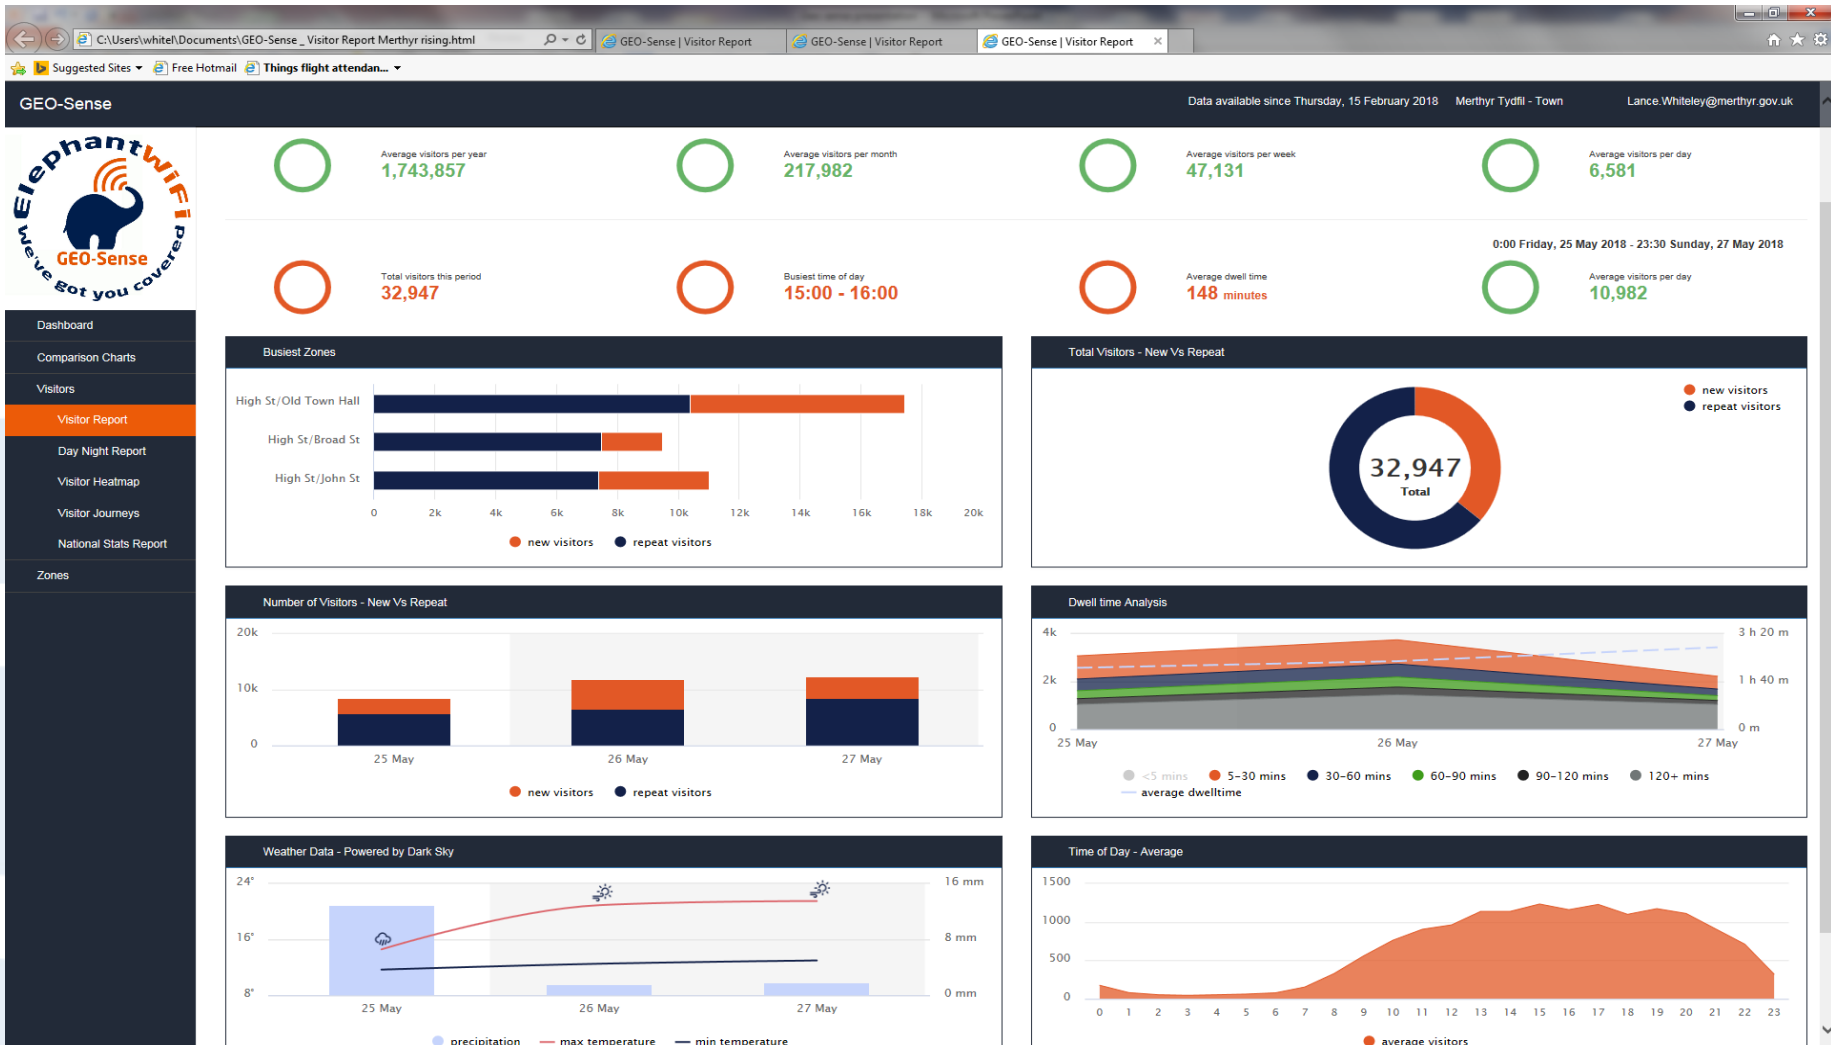 C:\Users\whitel\Documents\GEO-Sense _ Visitor Report Merthyr rising.html
GEO-Sense | Visitor Report
GEO-Sense | Visitor Report
GEO-Sense | Visitor Report
Suggested Sites
Free Hotmail
Things flight attendan...
GEO-Sense
Data available since Thursday, 15 February 2018
Merthyr Tydfil - Town
Lance.Whiteley@merthyr.gov.uk
ElephantWiFi
GEO-Sense
We've got you covered
Dashboard
Comparison Charts
Visitors
Visitor Report
Day Night Report
Visitor Heatmap
Visitor Journeys
National Stats Report
Zones
Average visitors per year
1,743,857
Average visitors per month
217,982
Average visitors per week
47,131
Average visitors per day
6,581
0:00 Friday, 25 May 2018 - 23:30 Sunday, 27 May 2018
Total visitors this period
32,947
Busiest time of day
15:00 - 16:00
Average dwell time
148 minutes
Average visitors per day
10,982
Busiest Zones
High St/Old Town Hall
High St/Broad St
High St/John St
0 2k 4k 6k 8k 10k 12k 14k 16k 18k 20k
new visitors repeat visitors
Total Visitors - New Vs Repeat
new visitors
repeat visitors
32,947
Total
Number of Visitors - New Vs Repeat
20k
10k
0
25 May 26 May 27 May
new visitors repeat visitors
Dwell time Analysis
4k 3 h 20 m
2k 1 h 40 m
0 0 m
25 May 26 May 27 May
<5 mins 5-30 mins 30-60 mins 60-90 mins 90-120 mins 120+ mins
average dwelltime
Weather Data - Powered by Dark Sky
24° 16 mm
16° 8 mm
8° 0 mm
25 May 26 May 27 May
precipitation max temperature min temperature
Time of Day - Average
1500
1000
500
0
0 1 2 3 4 5 6 7 8 9 10 11 12 13 14 15 16 17 18 19 20 21 22 23
average visitors